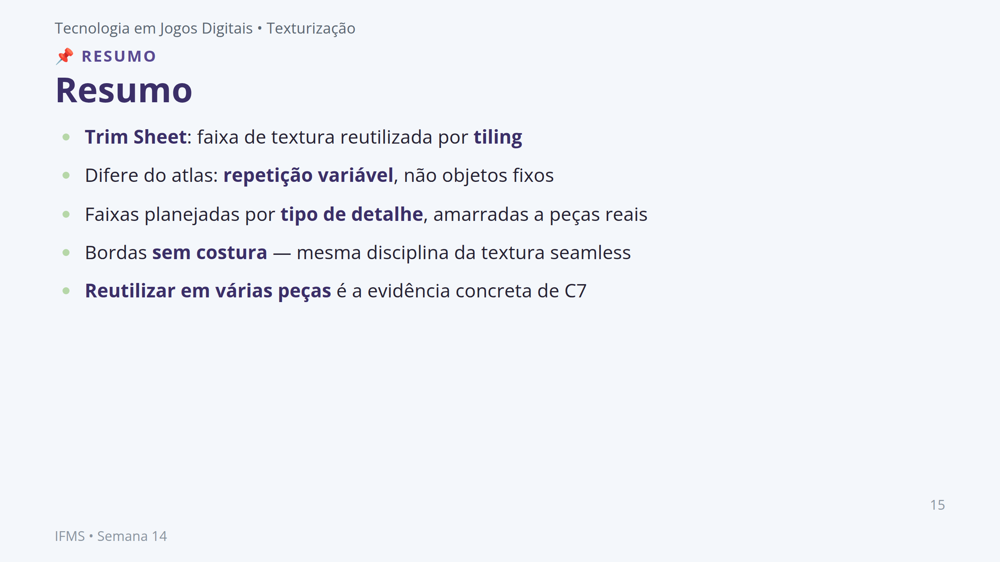 Tecnologia em Jogos Digitais • Texturização
📌 RESUMO
Resumo
• Trim Sheet: faixa de textura reutilizada por tiling
• Difere do atlas: repetição variável, não objetos fixos
• Faixas planejadas por tipo de detalhe, amarradas a peças reais
• Bordas sem costura — mesma disciplina da textura seamless
• Reutilizar em várias peças é a evidência concreta de C7
15
IFMS • Semana 14